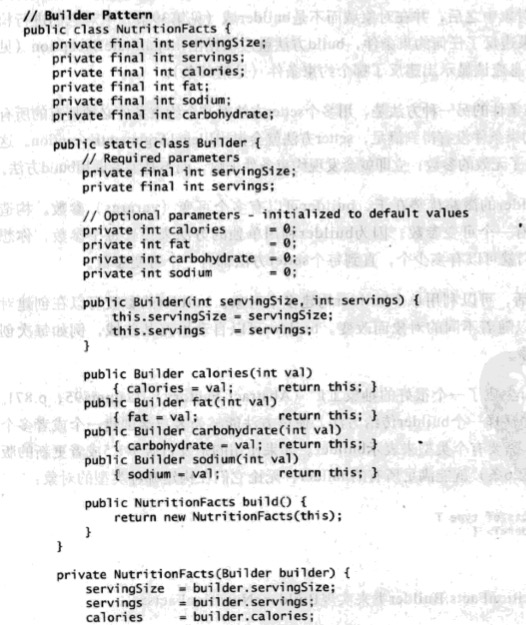 // Builder Pattern
public class NutritionFacts {
    private final int servingSize;
    private final int servings;
    private final int calories;
    private final int fat;
    private final int sodium;
    private final int carbohydrate;

    public static class Builder {
        // Required parameters
        private final int servingSize;
        private final int servings;

        // Optional parameters - initialized to default values
        private int calories      = 0;
        private int fat           = 0;
        private int carbohydrate  = 0;
        private int sodium        = 0;

        public Builder(int servingSize, int servings) {
            this.servingSize = servingSize;
            this.servings    = servings;
        }

        public Builder calories(int val)
            { calories = val;      return this; }
        public Builder fat(int val)
            { fat = val;           return this; }
        public Builder carbohydrate(int val)
            { carbohydrate = val;  return this; }
        public Builder sodium(int val)
            { sodium = val;        return this; }

        public NutritionFacts build() {
            return new NutritionFacts(this);
        }
    }

    private NutritionFacts(Builder builder) {
        servingSize  = builder.servingSize;
        servings     = builder.servings;
        calories     = builder.calories;